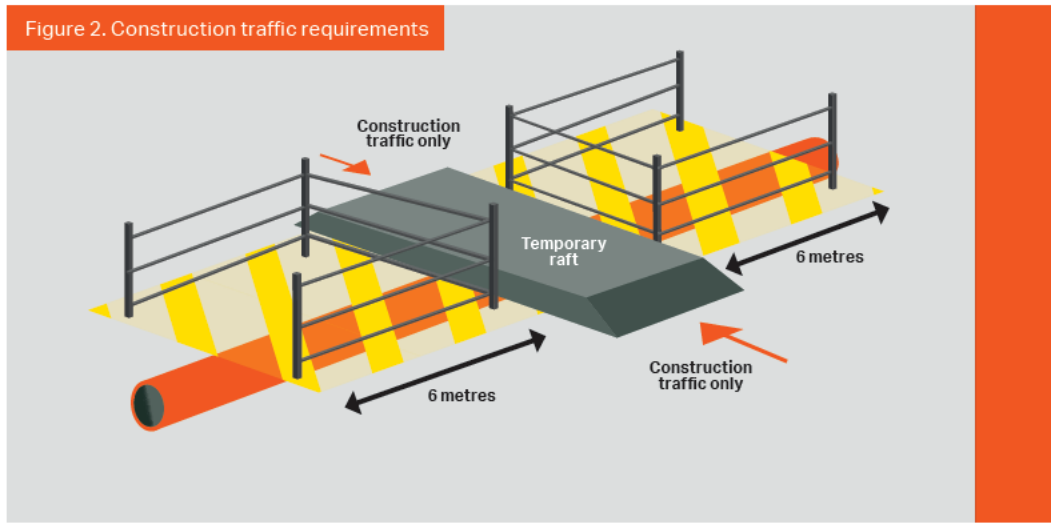 Figure 2. Construction traffic requirements
Construction
traffic only
Temporary
raft
6 metres
6 metres
Construction
traffic only